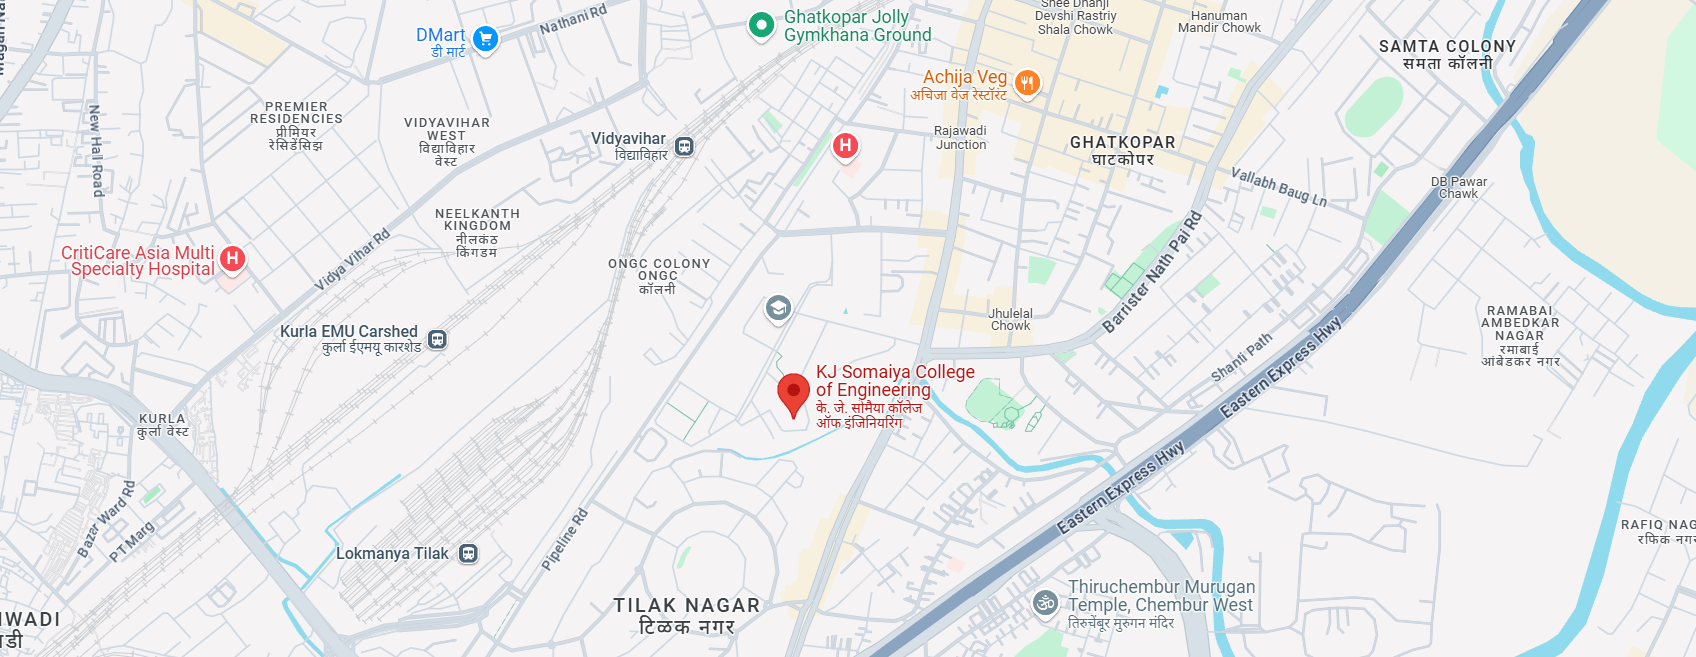 Nathani Rd
DMart
डी मार्ट
Ghatkopar Jolly
Gymkhana Ground
Devshi Rastriy
Shala Chowk
Hanuman
Mandir Chowk
SAMTA COLONY
समता कॉलनी
Achija Veg
अचिजा वेज रेस्टॉरंट
New Hall Road
PREMIER
RESIDENCIES
प्रीमियर
रेसिडेंसिझ
VIDYAVIHAR
WEST
विद्याविहार
वेस्ट
Vidyavihar
विद्याविहार
H
Rajawadi
Junction
GHATKOPAR
घाटकोपर
Vallabh Baug Ln
DB Pawar
Chawk
NEELKANTH
KINGDOM
नीलकंठ
किंगडम
CritiCare Asia Multi
Specialty Hospital
H
Vidya Vihar Rd
ONGC COLONY
ONGC
कॉलनी
Barrister Nath Pai Rd
Jhulelal
Chowk
RAMABAI
AMBEDKAR
NAGAR
रमाबाई
आंबेडकर नगर
Kurla EMU Carshed
कुर्ला ईएमयू कारशेड
Shanti Path
Eastern Express Hwy
KJ Somaiya College
of Engineering
के. जे. सोमैया कॉलेज
ऑफ इंजिनियरिंग
KURLA
कुर्ला वेस्ट
Eastern Express Hwy
Bazer Ward Rd
P T Marg
Pipeline Rd
Lokmanya Tilak
RAFIQ NAG
रफिक नगर
Thiruchembur Murugan
Temple, Chembur West
तिरुचेंबूर मुरुगन मंदिर
TILAK NAGAR
टिळक नगर